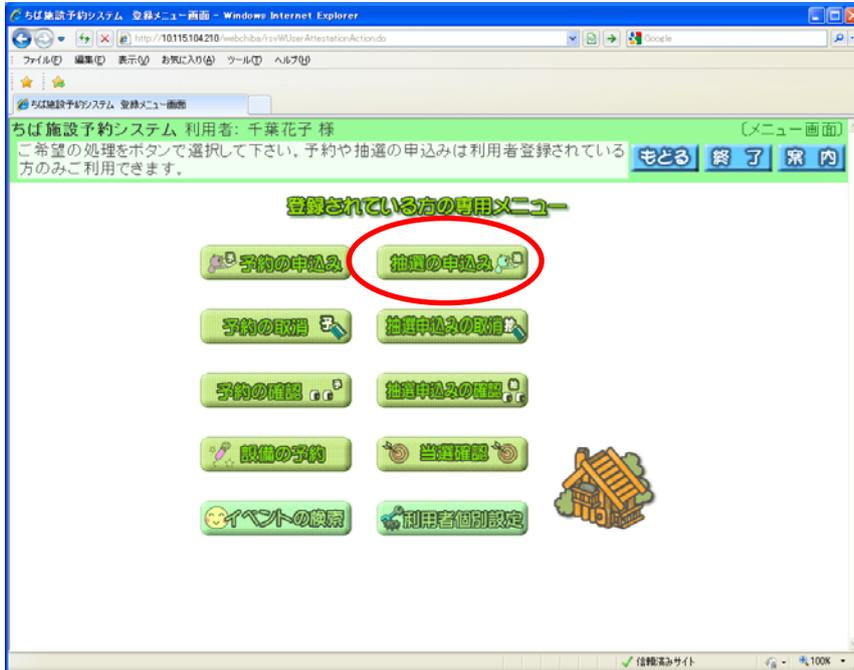 ちば施設予約システム 登録メニュー画面 - Windows Internet Explorer
http://10.115.104.210/webchiba/rsvWUserAttestationAction.do
Google
ファイル(F) 編集(E) 表示(V) お気に入り(A) ツール(T) ヘルプ(H)
ちば施設予約システム 登録メニュー画面
ちば施設予約システム 利用者: 千葉花子 様 〔メニュー画面〕
ご希望の処理をボタンで選択して下さい。予約や抽選の申込みは利用者登録されている
方のみご利用できます。
もどる 終了 案内
登録されている方の専用メニュー
予約の申込み 抽選の申込み
予約の取消 抽選申込みの取消
予約の確認 抽選申込みの確認
設備の予約 当選確認
イベントの検索 利用者個別設定
信頼済みサイト 100%